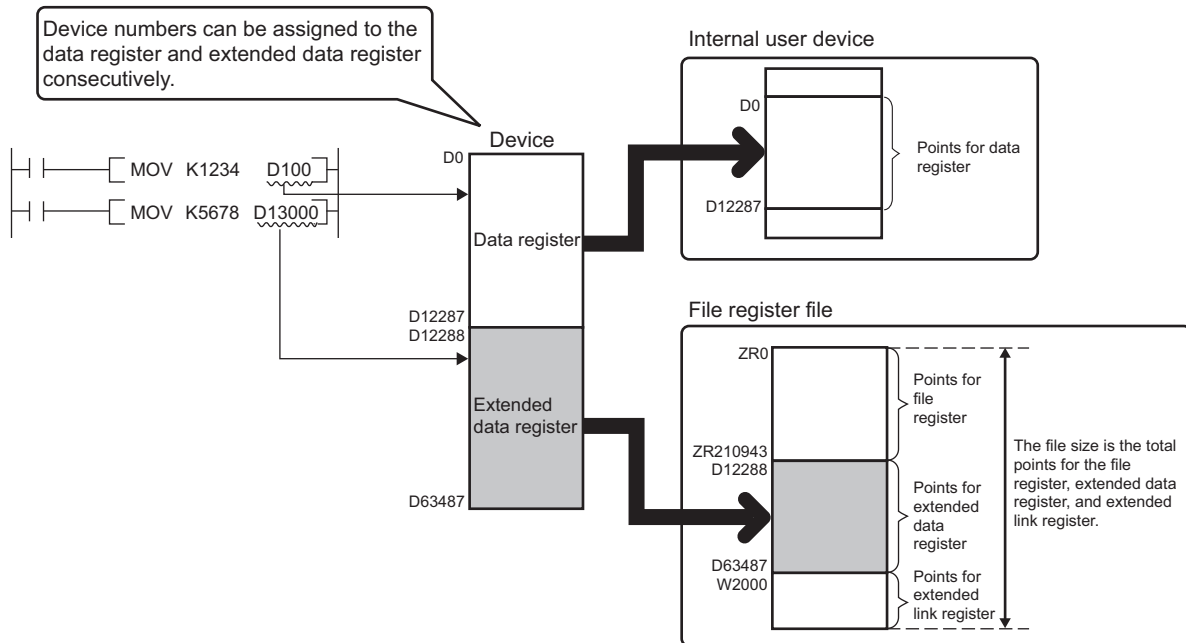 Device numbers can be assigned to the
data register and extended data register
consecutively.
MOV K1234 D100
MOV K5678 D13000
Device
D0
Data register
D12287
D12288
Extended
data register
D63487
Internal user device
D0
D12287
Points for data
register
File register file
ZR0
Points for
file
register
ZR210943
D12288
Points for
extended
data
register
D63487
W2000
Points for
extended
link register
The file size is the total
points for the file
register, extended data
register, and extended
link register.